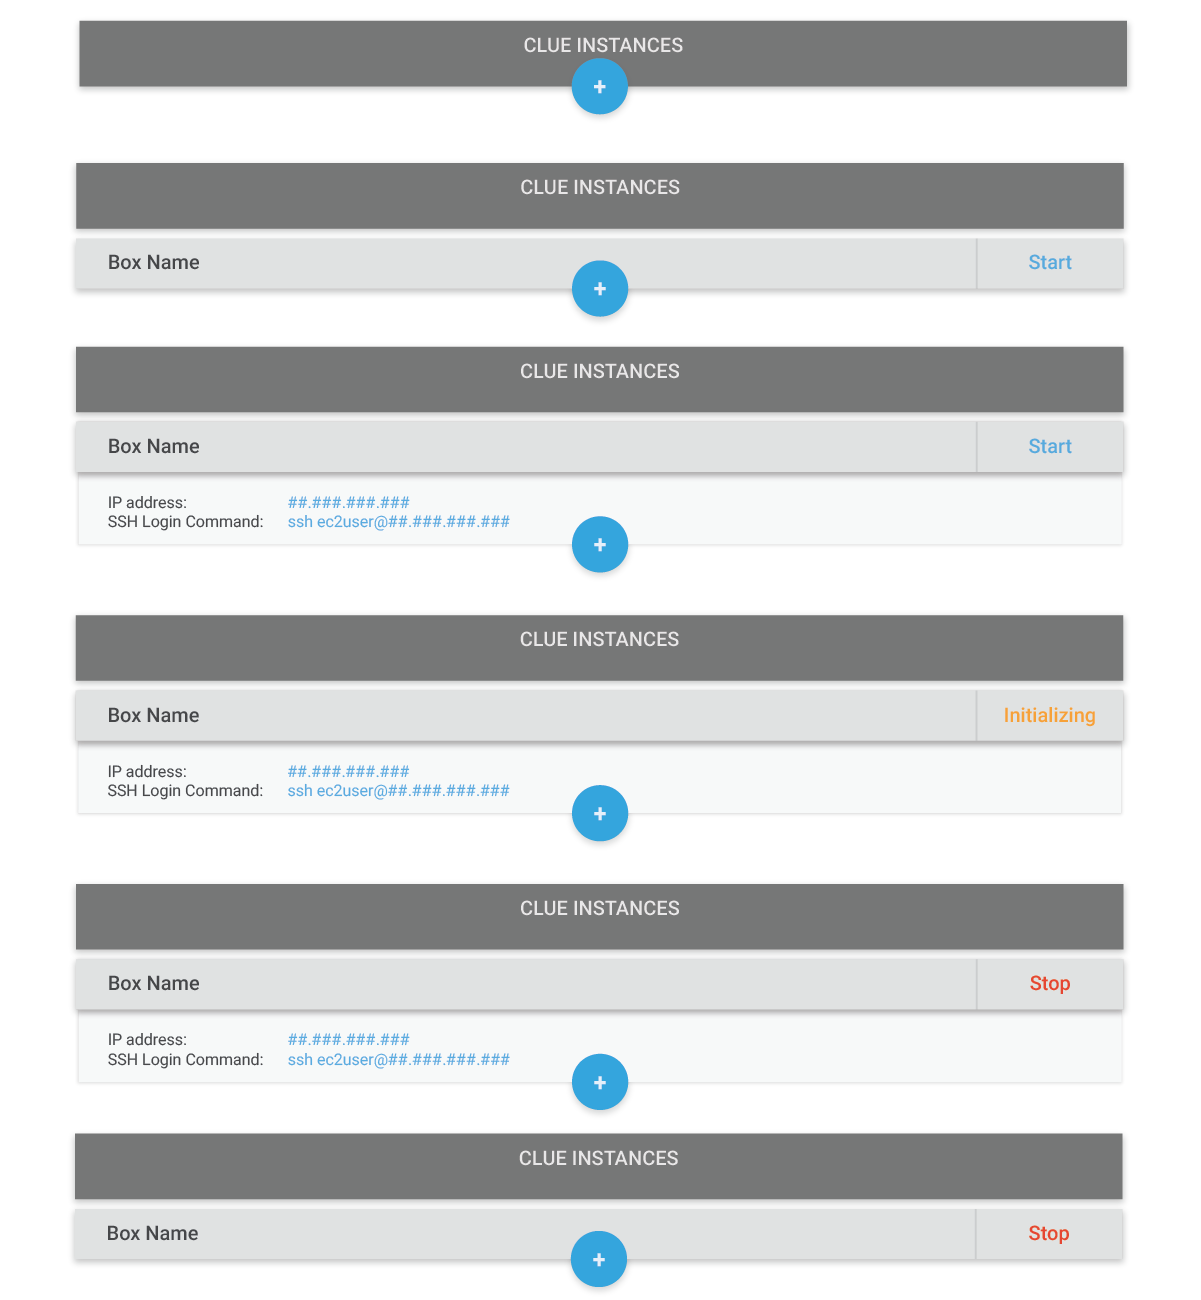 CLUE INSTANCES
+
CLUE INSTANCES
Box Name Start
+
CLUE INSTANCES
Box Name Start
IP address: ##.###.###.###
SSH Login Command: ssh ec2user@##.###.###.###
+
CLUE INSTANCES
Box Name Initializing
IP address: ##.###.###.###
SSH Login Command: ssh ec2user@##.###.###.###
+
CLUE INSTANCES
Box Name Stop
IP address: ##.###.###.###
SSH Login Command: ssh ec2user@##.###.###.###
+
CLUE INSTANCES
Box Name Stop
+